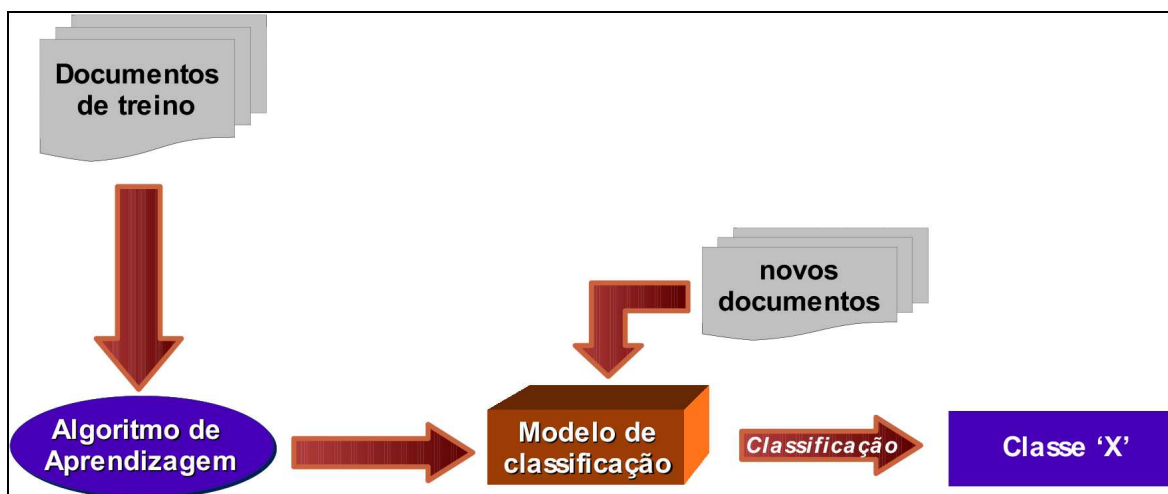 Documentos
de treino
novos
documentos
Algoritmo de
Aprendizagem
Modelo de
classificação
Classificação
Classe ‘X’